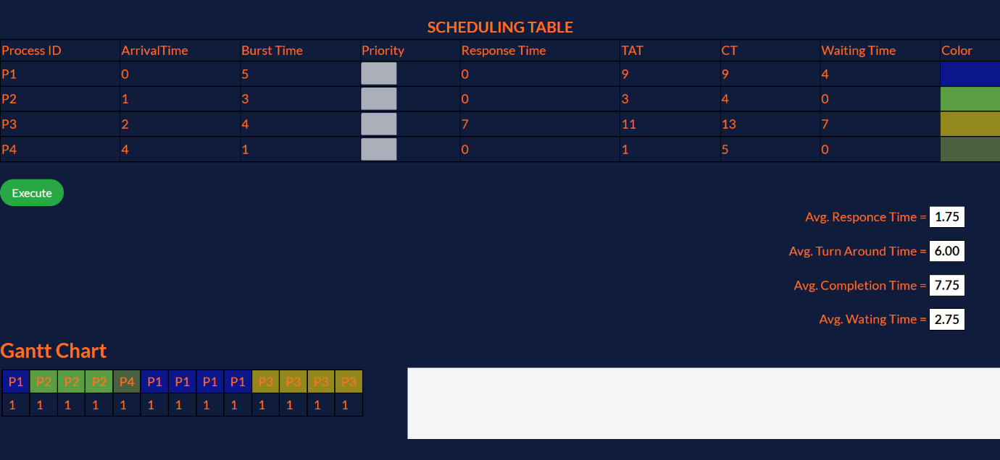 SCHEDULING TABLE
Process ID ArrivalTime Burst Time Priority Response Time TAT CT Waiting Time Color
P1 0 5 0 9 9 4
P2 1 3 0 3 4 0
P3 2 4 7 11 13 7
P4 4 1 0 1 5 0
Execute
Avg. Responce Time = 1.75
Avg. Turn Around Time = 6.00
Avg. Completion Time = 7.75
Avg. Wating Time = 2.75
Gantt Chart
P1 P2 P2 P2 P4 P1 P1 P1 P1 P3 P3 P3 P3
1 1 1 1 1 1 1 1 1 1 1 1 1